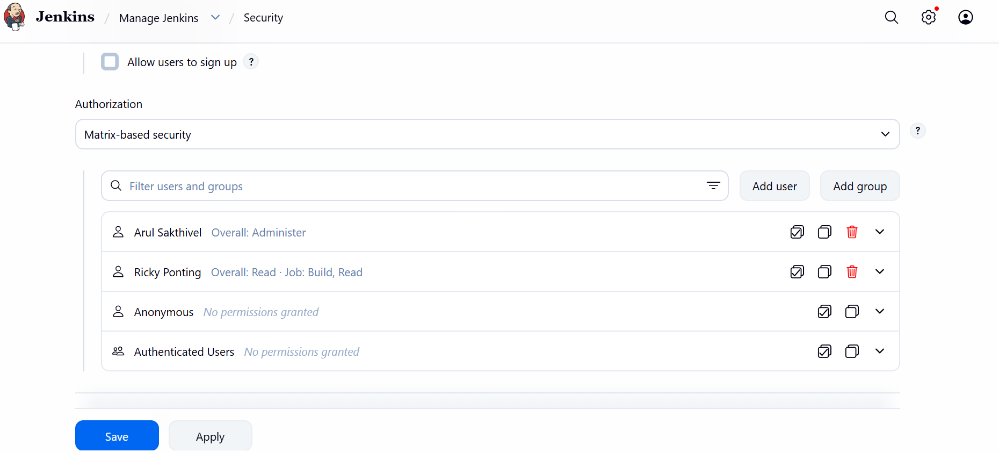 Jenkins / Manage Jenkins / Security
Allow users to sign up ?
Authorization
Matrix-based security ?
Filter users and groups Add user Add group
Arul Sakthivel Overall: Administer
Ricky Ponting Overall: Read · Job: Build, Read
Anonymous No permissions granted
Authenticated Users No permissions granted
Save Apply